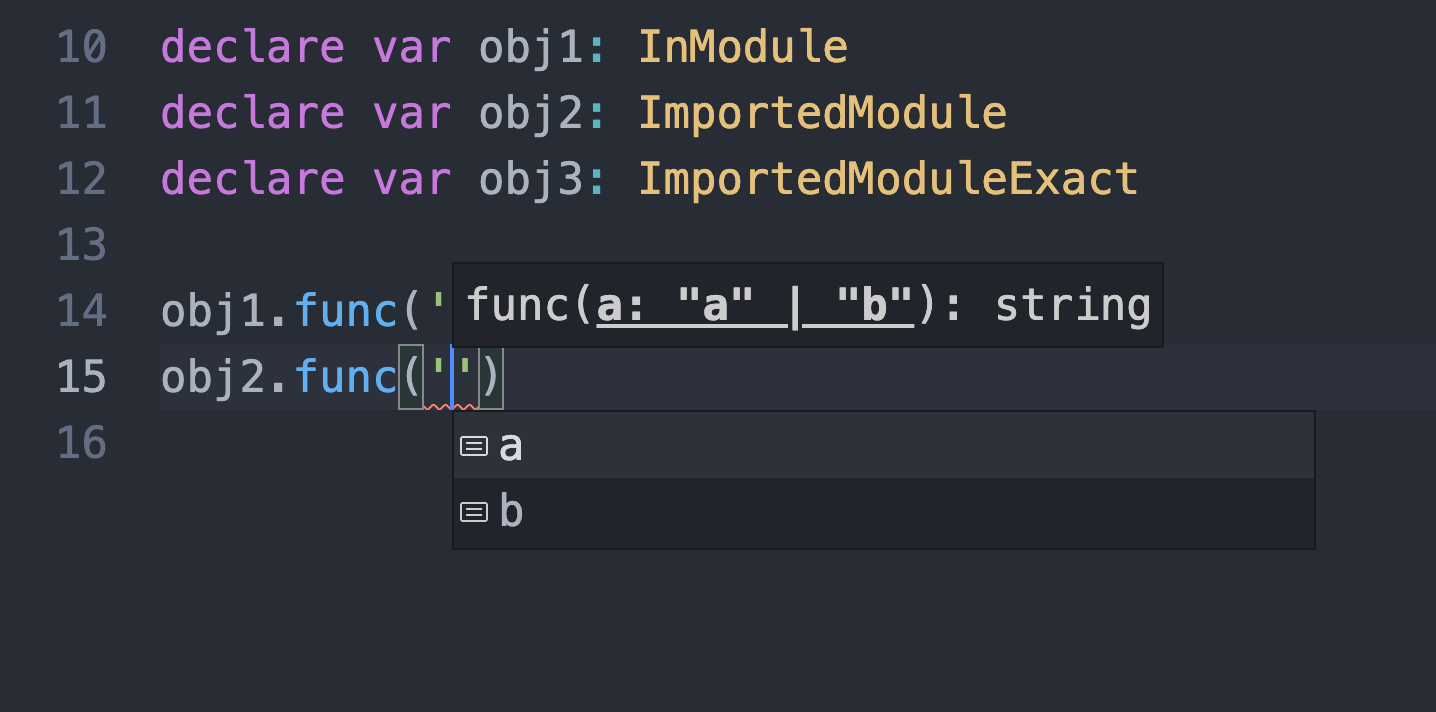 10 declare var obj1: InModule
11 declare var obj2: ImportedModule
12 declare var obj3: ImportedModuleExact
13
14 obj1.func('
func(a: "a" | "b"): string
15 obj2.func('')
a
16
b